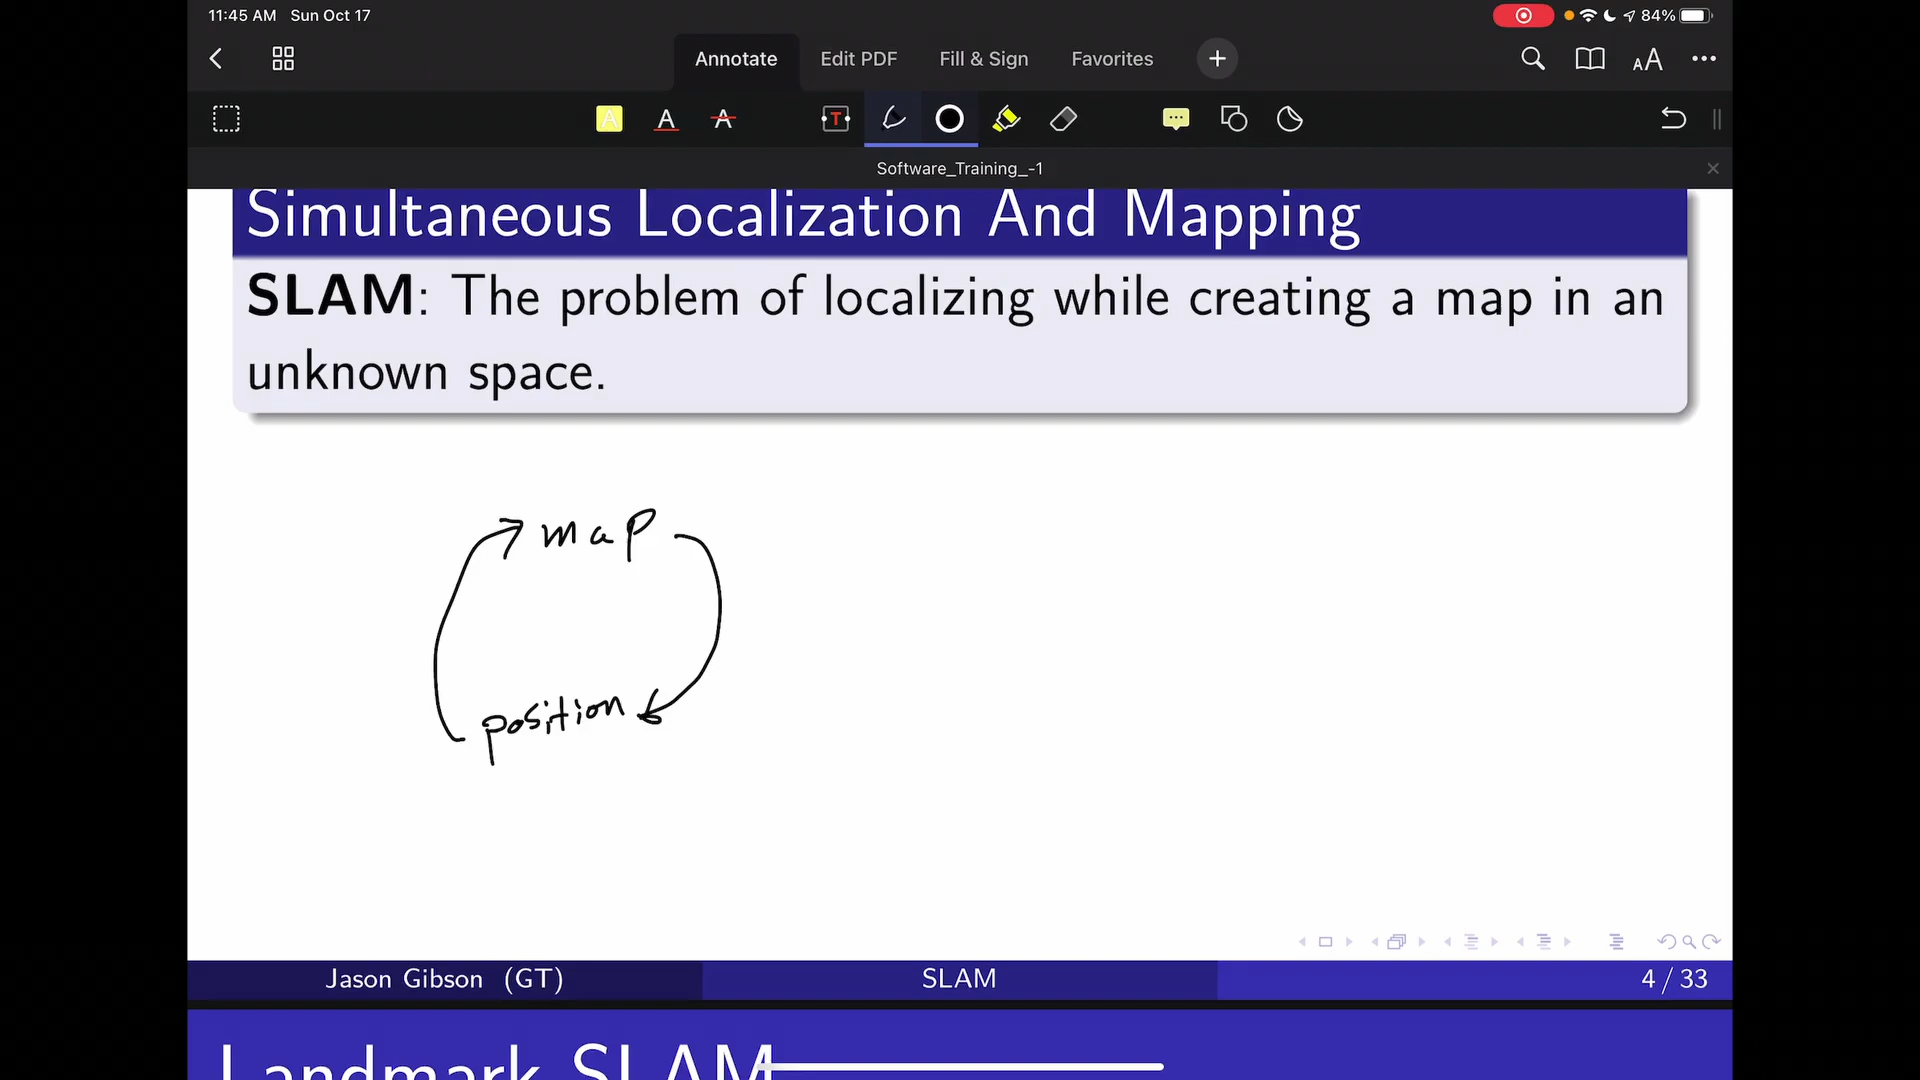 11:45 AM Sun Oct 17
84%
Annotate Edit PDF Fill & Sign Favorites
Software_Training_-1
Simultaneous Localization And Mapping
SLAM: The problem of localizing while creating a map in an
unknown space.
map
position
Jason Gibson (GT) SLAM 4 / 33
Landmark SLAM